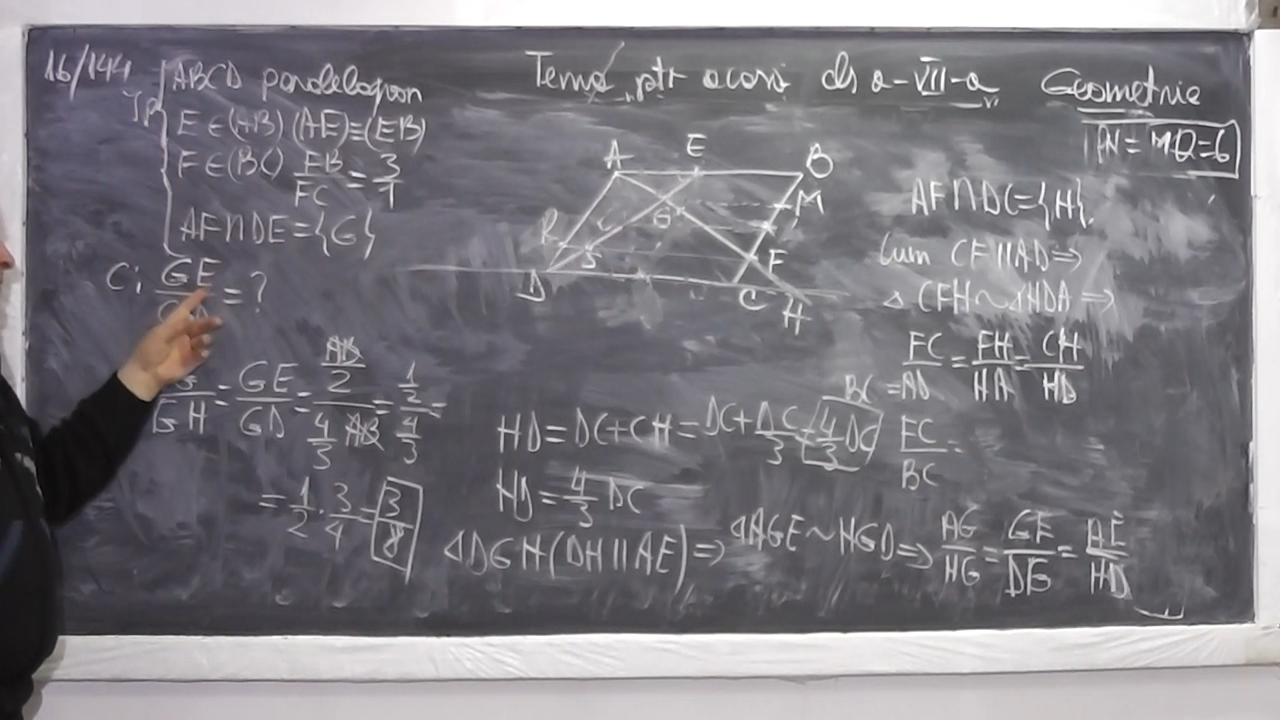 16/144
ABCD paralelogram
E ∈ (AB) (AE) ≡ (EB)
F ∈ (BC) FB/FC = 3/1
AF ∩ DE = {G}
C: GE/ = ?
/GH = GE/GD = AB/2 / 4/3 AB = 1/2 / 4/3 =
= 1/2 · 3/4 = 3/8
Temă ptr acasă cls a-VII-a
Geometrie
PN = MQ = 6
A E B
M
R S G
F
D C H
HD = DC + CH = DC + DC/3 = 4/3 DC
HD = 4/3 DC
ΔDGH (DH || AE) ⇒ ΔAGE ~ HGD ⇒ AG/HG = GE/DG = AE/HD
AF ∩ DC = {H}.
Cum CF || AD ⇒
Δ CFH ~ ΔHDA ⇒
FC/AD = FH/HA = CH/HD
BC =
FC/BC =